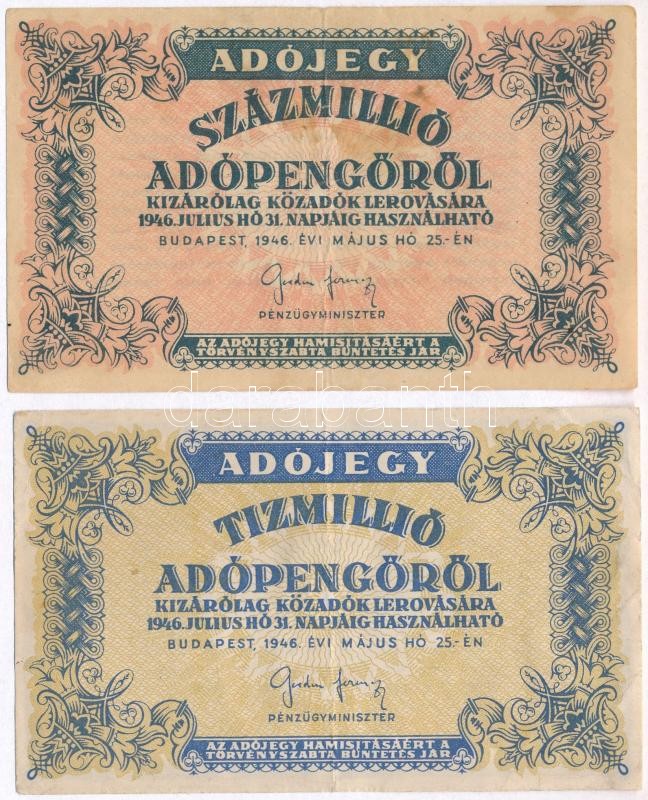 ADÓJEGY
SZÁZMILLIÓ
ADÓPENGŐRŐL
KIZÁRÓLAG KÖZADÓK LEROVÁSÁRA
1946. JULIUS HÓ 31. NAPJÁIG HASZNÁLHATÓ
BUDAPEST, 1946. ÉVI MÁJUS HÓ 25.-ÉN
PÉNZÜGYMINISZTER
AZ ADÓJEGY HAMISITÁSÁÉRT A
TÖRVÉNYSZABTA BÜNTETÉS JÁR
darabanth
ADÓJEGY
TIZMILLIÓ
ADÓPENGŐRŐL
KIZÁRÓLAG KÖZADÓK LEROVÁSÁRA
1946. JULIUS HÓ 31. NAPJÁIG HASZNÁLHATÓ
BUDAPEST, 1946. ÉVI MÁJUS HÓ 25.-ÉN
PÉNZÜGYMINISZTER
AZ ADÓJEGY HAMISITÁSÁÉRT A
TÖRVÉNYSZABTA BÜNTETÉS JÁR